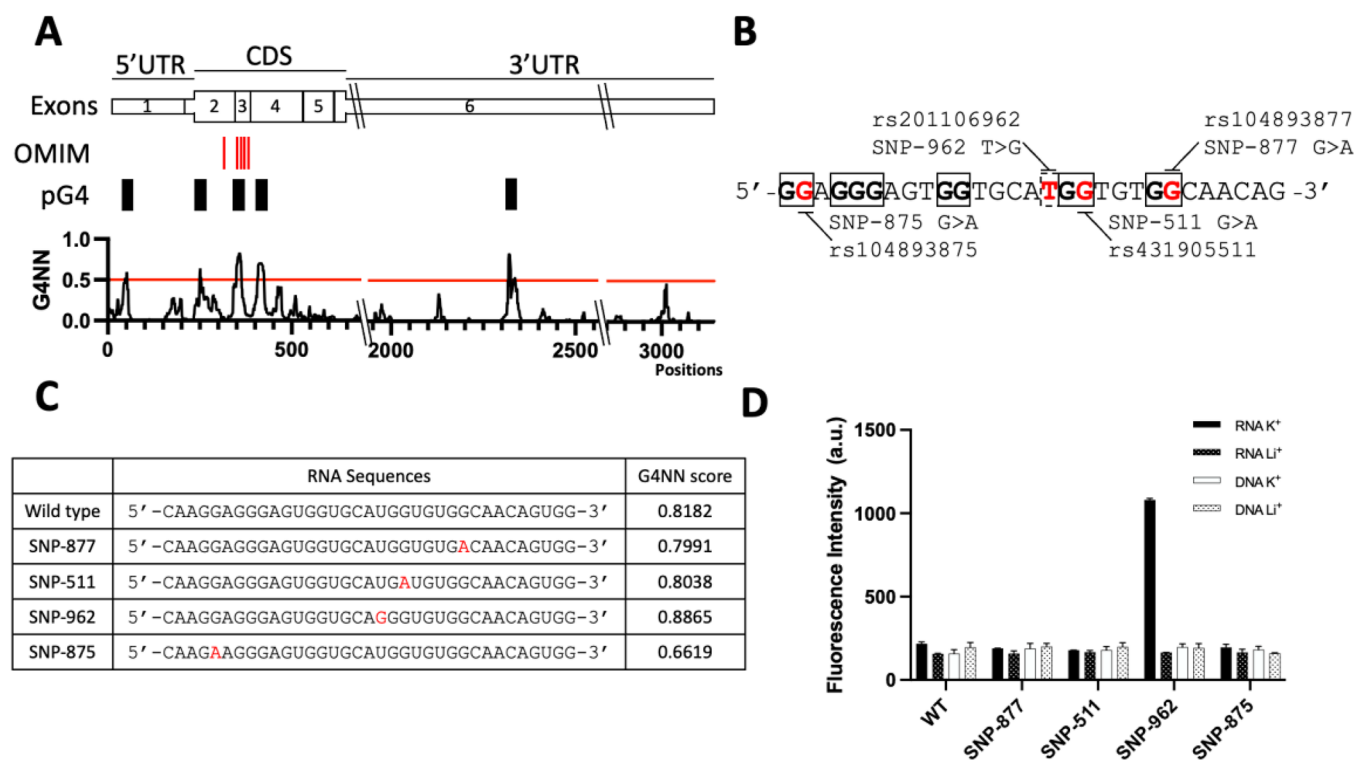 A
5′UTR CDS 3′UTR
Exons 1 2 3 4 5 6
OMIM
pG4
G4NN
1.0
0.5
0.0
0 500 2000 2500 3000
Positions
B
rs201106962 rs104893877
SNP-962 T>G SNP-877 G>A
5′-GGAGGGAGTGGTGCATGGTGTGGCAACAG-3′
SNP-875 G>A SNP-511 G>A
rs104893875 rs431905511
C
RNA Sequences G4NN score
Wild type 5′-CAAGGAGGGAGUGGUGCAUGGUGUGGCAACAGUGG-3′ 0.8182
SNP-877 5′-CAAGGAGGGAGUGGUGCAUGGUGUGACAACAGUGG-3′ 0.7991
SNP-511 5′-CAAGGAGGGAGUGGUGCAUGAUGUGGCAACAGUGG-3′ 0.8038
SNP-962 5′-CAAGGAGGGAGUGGUGCAGGGUGUGGCAACAGUGG-3′ 0.8865
SNP-875 5′-CAAGAAGGGAGUGGUGCAUGGUGUGGCAACAGUGG-3′ 0.6619
D
Fluorescence Intensity (a.u.)
1500
1000
500
0
RNA K⁺
RNA Li⁺
DNA K⁺
DNA Li⁺
WT SNP-877 SNP-511 SNP-962 SNP-875